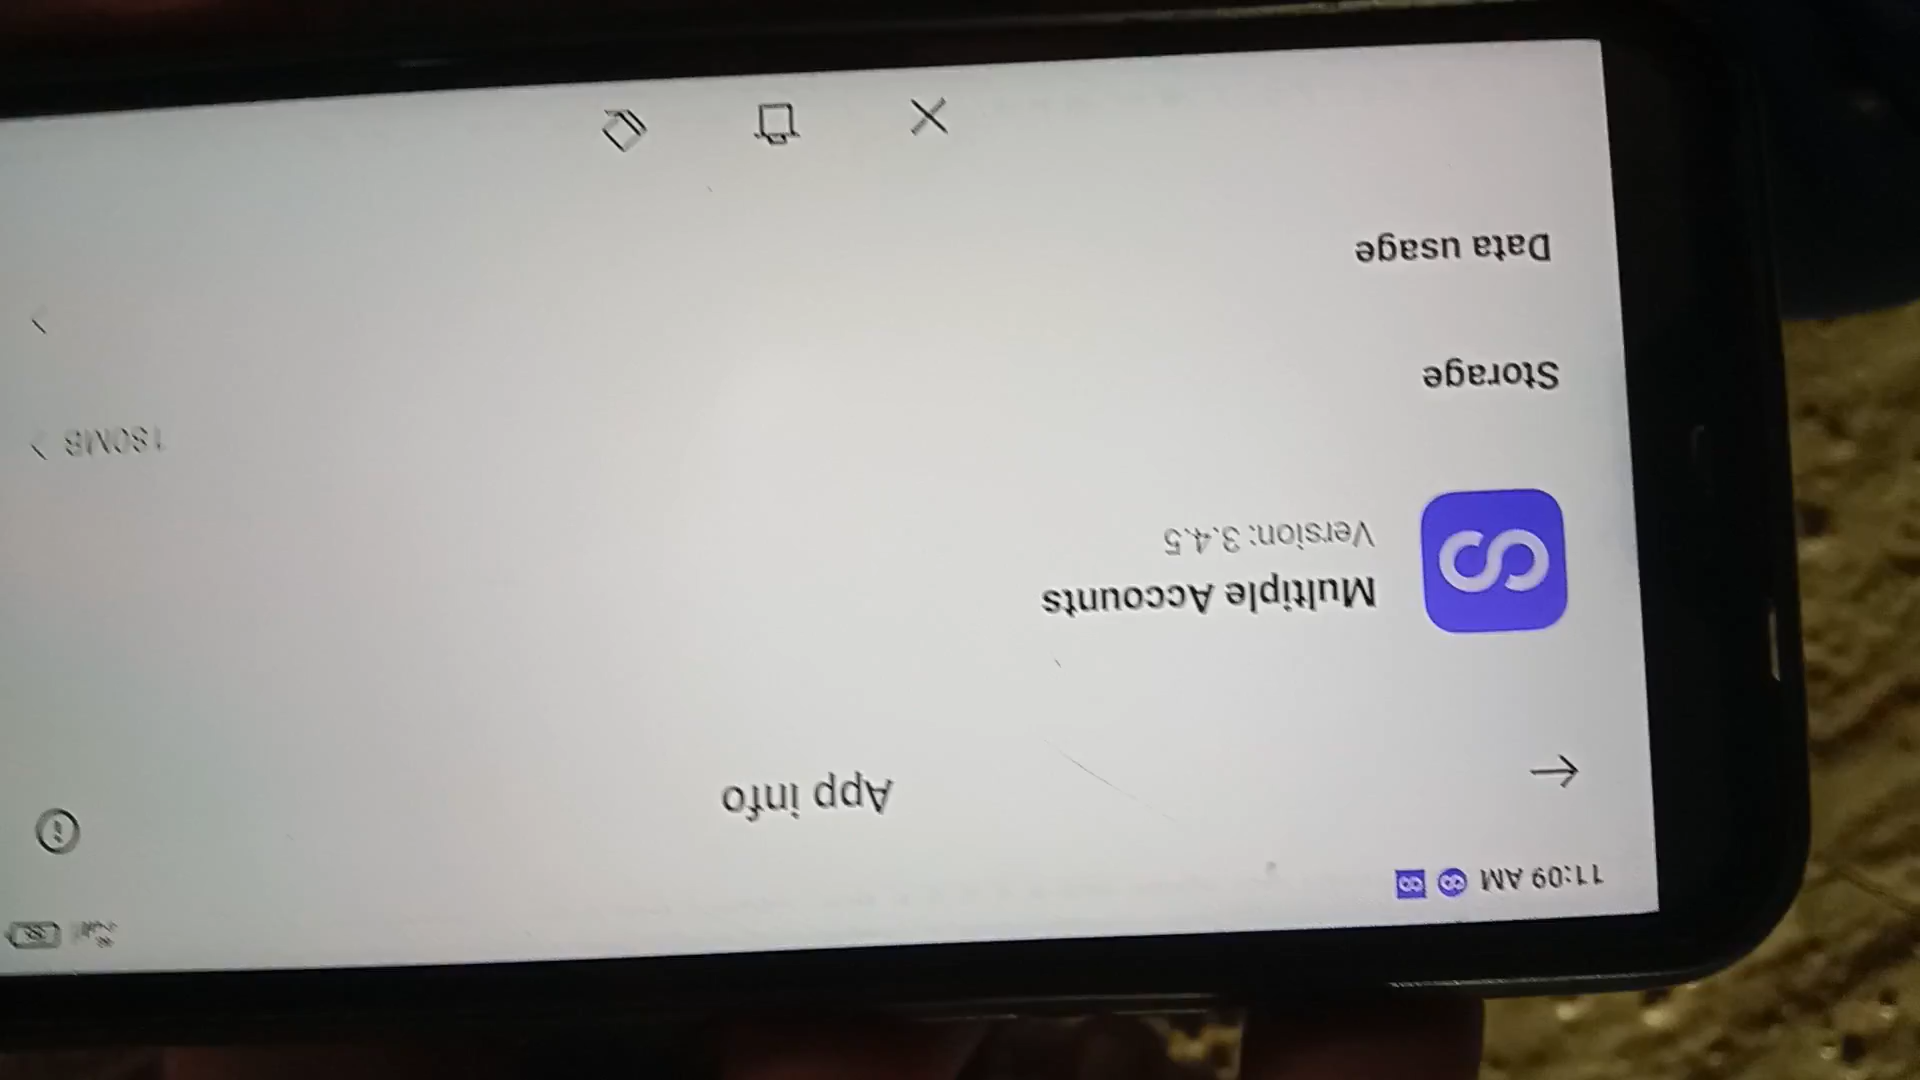 11:09 AM
App info
Multiple Accounts
Version: 3.4.5
Storage
180MB
Data usage